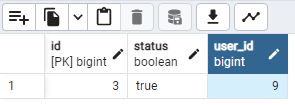 id status user_id
[PK] bigint boolean bigint
1 3 true 9